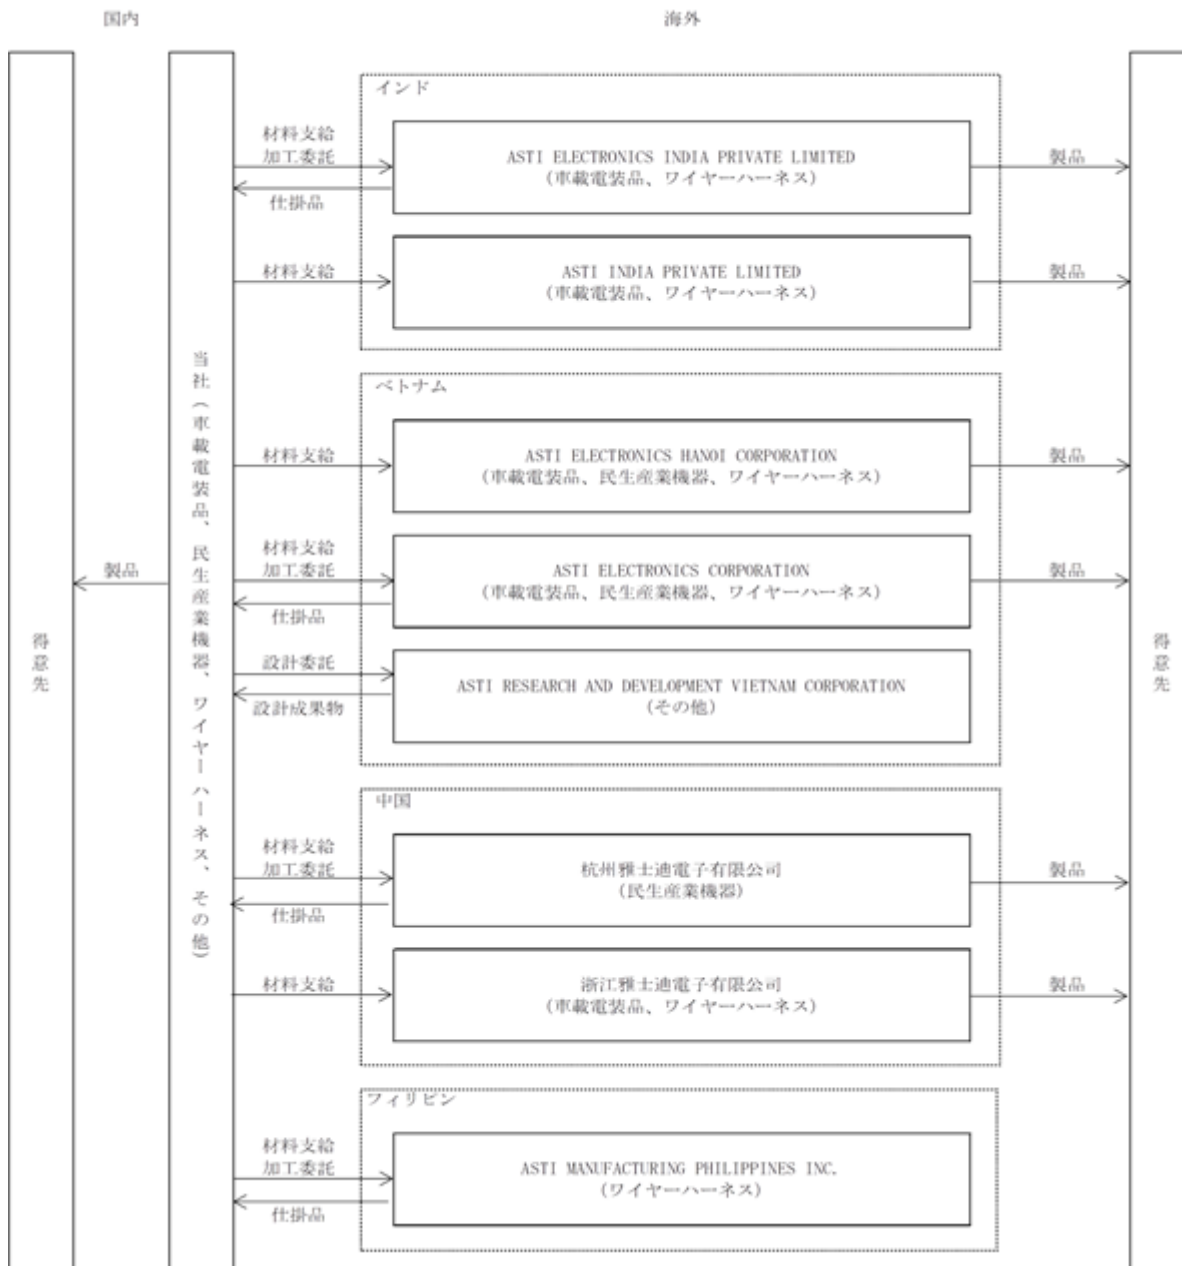 国内
海外
インド
材料支給
加工委託
仕掛品
ASTI ELECTRONICS INDIA PRIVATE LIMITED
(車載電装品、ワイヤーハーネス)
製品
材料支給
ASTI INDIA PRIVATE LIMITED
(車載電装品、ワイヤーハーネス)
製品
ベトナム
材料支給
ASTI ELECTRONICS HANOI CORPORATION
(車載電装品、民生産業機器、ワイヤーハーネス)
製品
材料支給
加工委託
仕掛品
ASTI ELECTRONICS CORPORATION
(車載電装品、民生産業機器、ワイヤーハーネス)
製品
設計委託
設計成果物
ASTI RESEARCH AND DEVELOPMENT VIETNAM CORPORATION
(その他)
製品
得意先
当社(車載電装品、民生産業機器、ワイヤーハーネス、その他)
得意先
中国
材料支給
加工委託
仕掛品
杭州雅士迪電子有限公司
(民生産業機器)
製品
材料支給
浙江雅士迪電子有限公司
(車載電装品、ワイヤーハーネス)
製品
フィリピン
材料支給
加工委託
仕掛品
ASTI MANUFACTURING PHILIPPINES INC.
(ワイヤーハーネス)